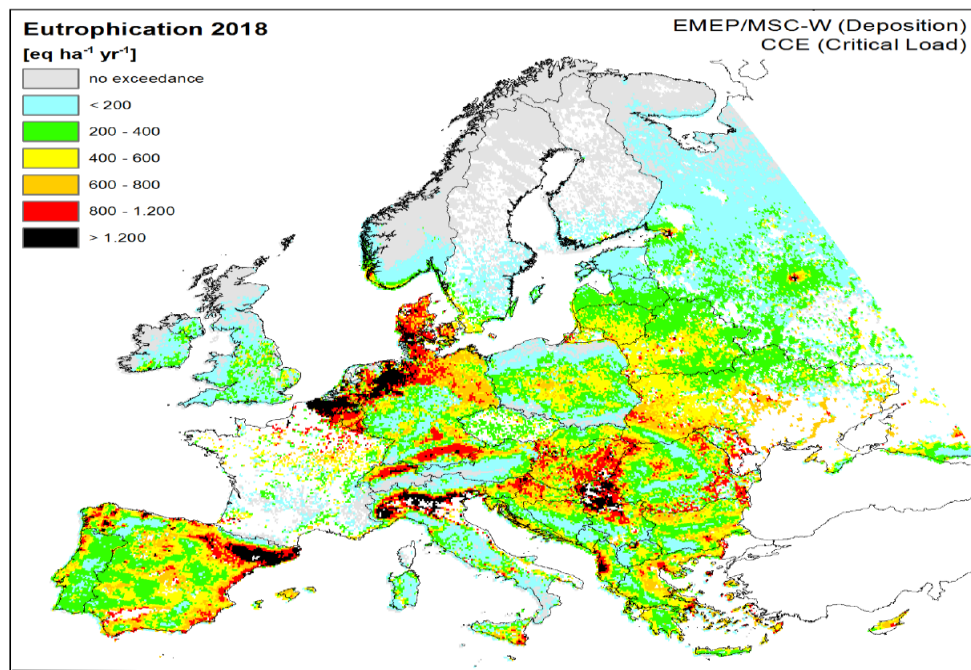 Eutrophication 2018
[eq ha⁻¹ yr⁻¹]
no exceedance
< 200
200 - 400
400 - 600
600 - 800
800 - 1.200
> 1.200
EMEP/MSC-W (Deposition)
CCE (Critical Load)